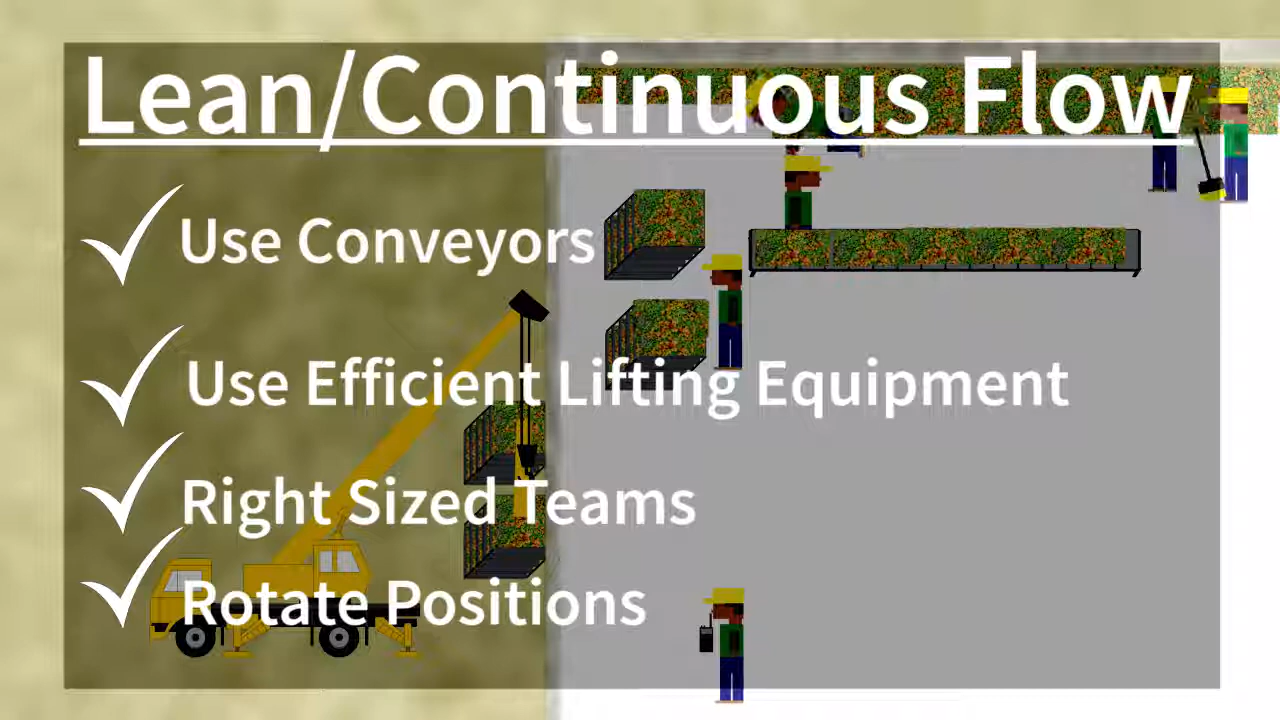 Lean/Continuous Flow
Use Conveyors
Use Efficient Lifting Equipment
Right Sized Teams
Rotate Positions